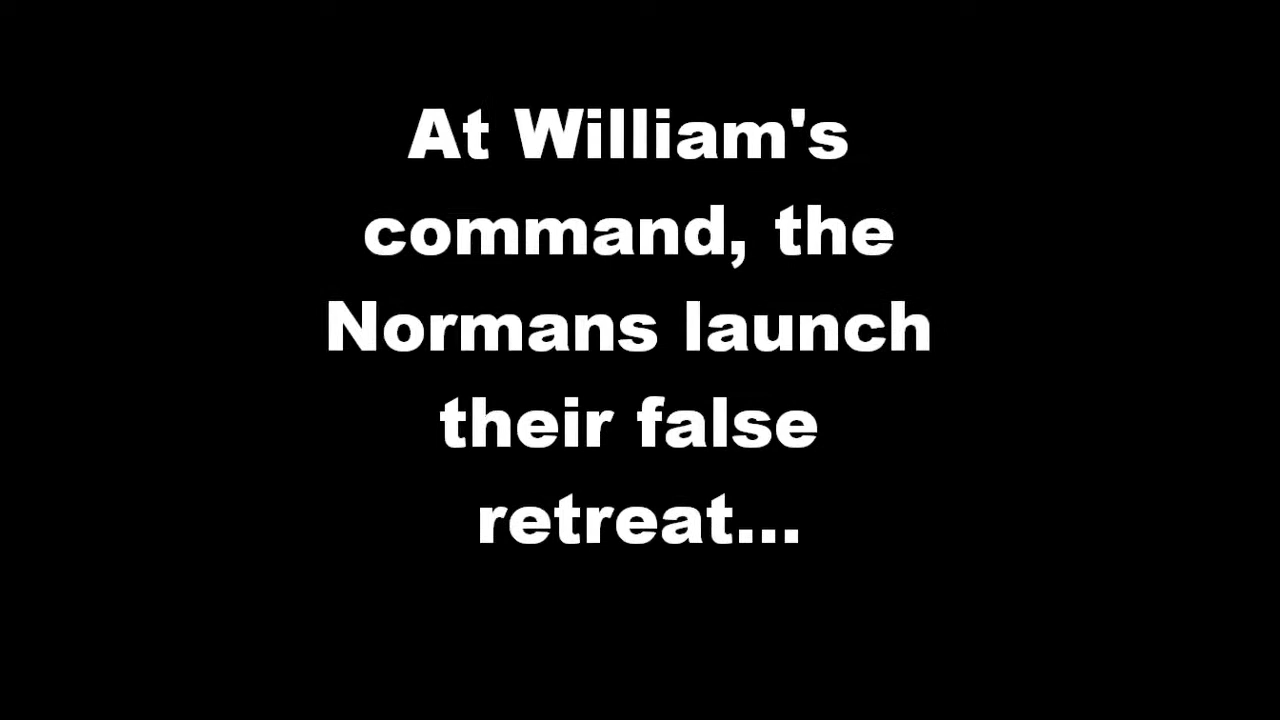 At William's
command, the
Normans launch
their false
retreat...